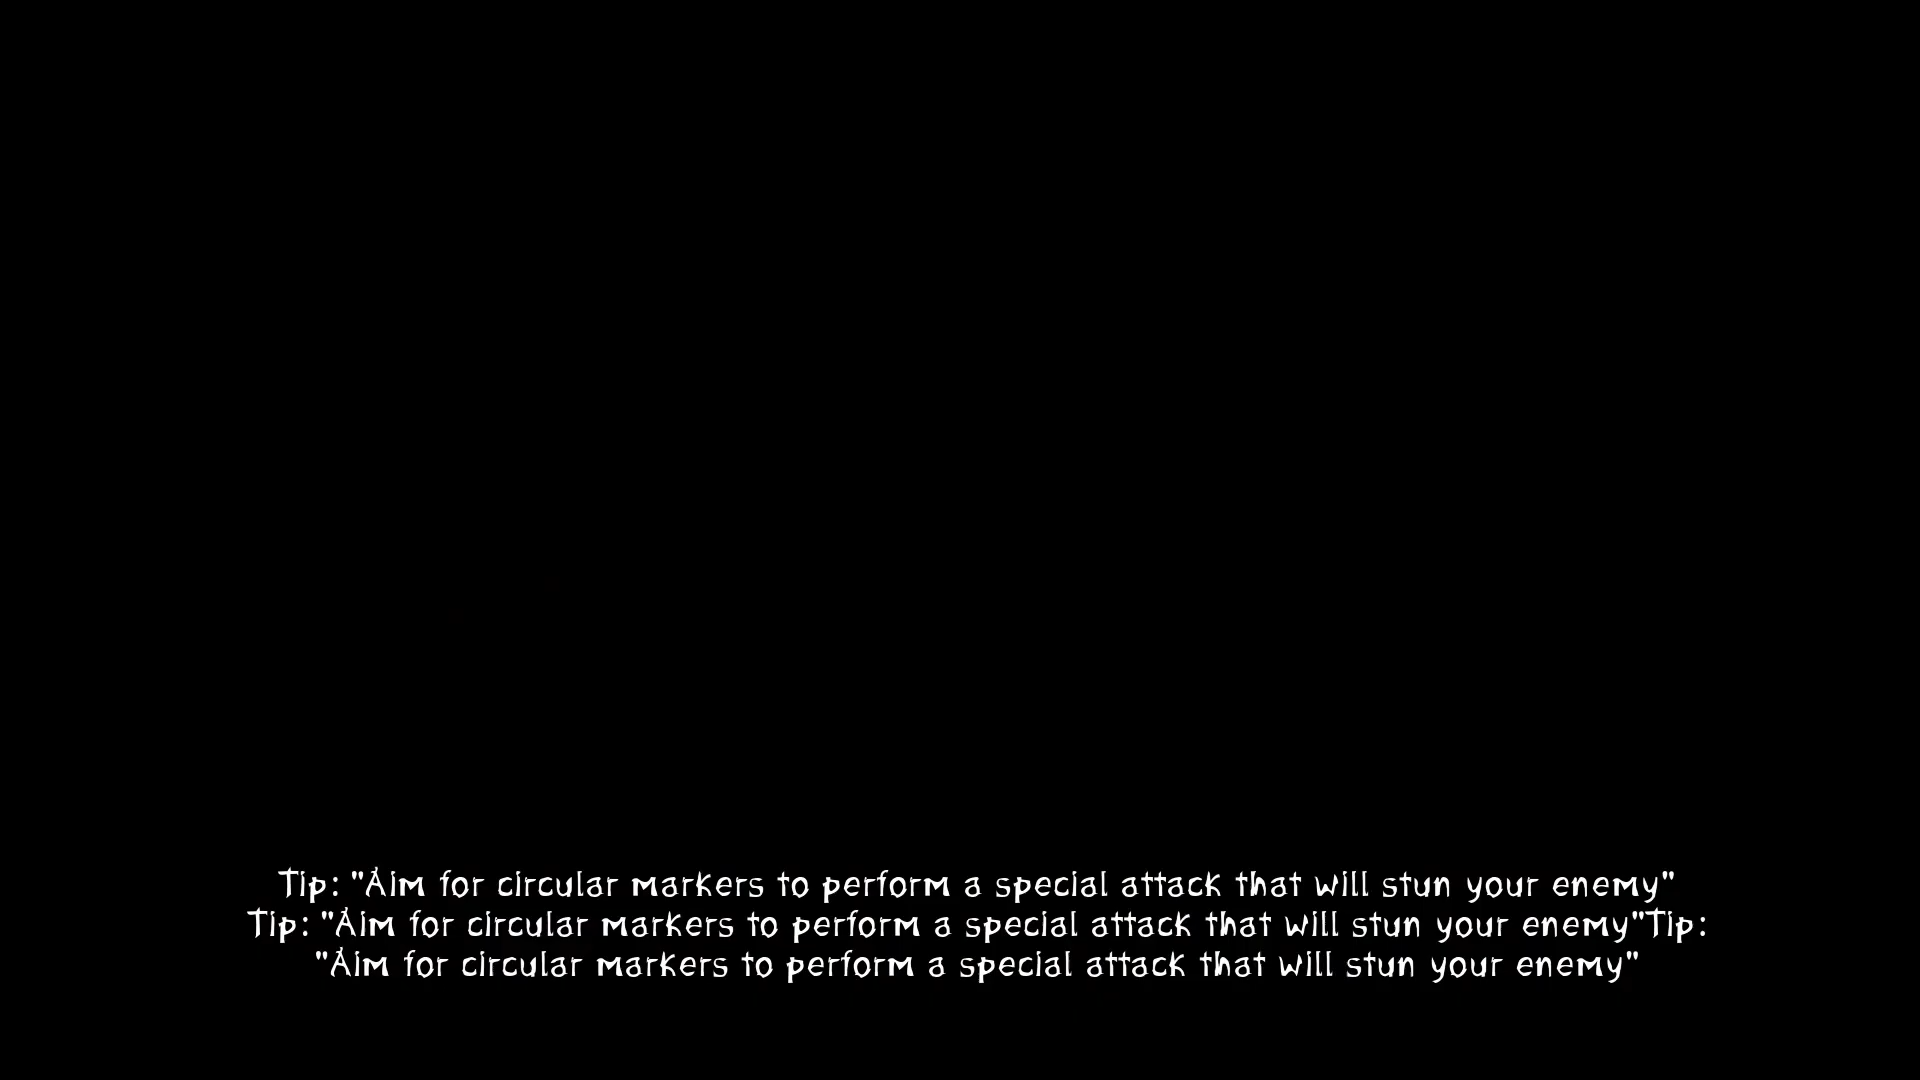 Tip: "Aim for circular markers to perform a special attack that will stun your enemy"
Tip: "Aim for circular markers to perform a special attack that will stun your enemy"Tip:
"Aim for circular markers to perform a special attack that will stun your enemy"